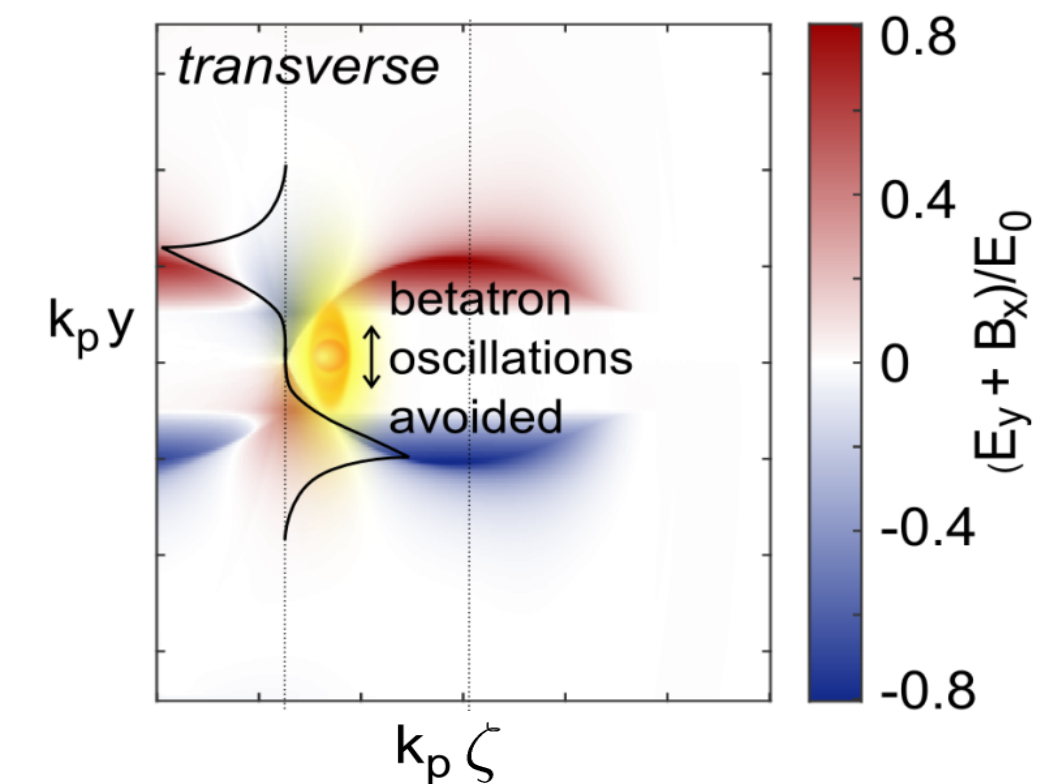 transverse
betatron
oscillations
avoided
k_p y
k_p ζ
0.8
0.4
0
-0.4
-0.8
(E_y + B_x)/E_0